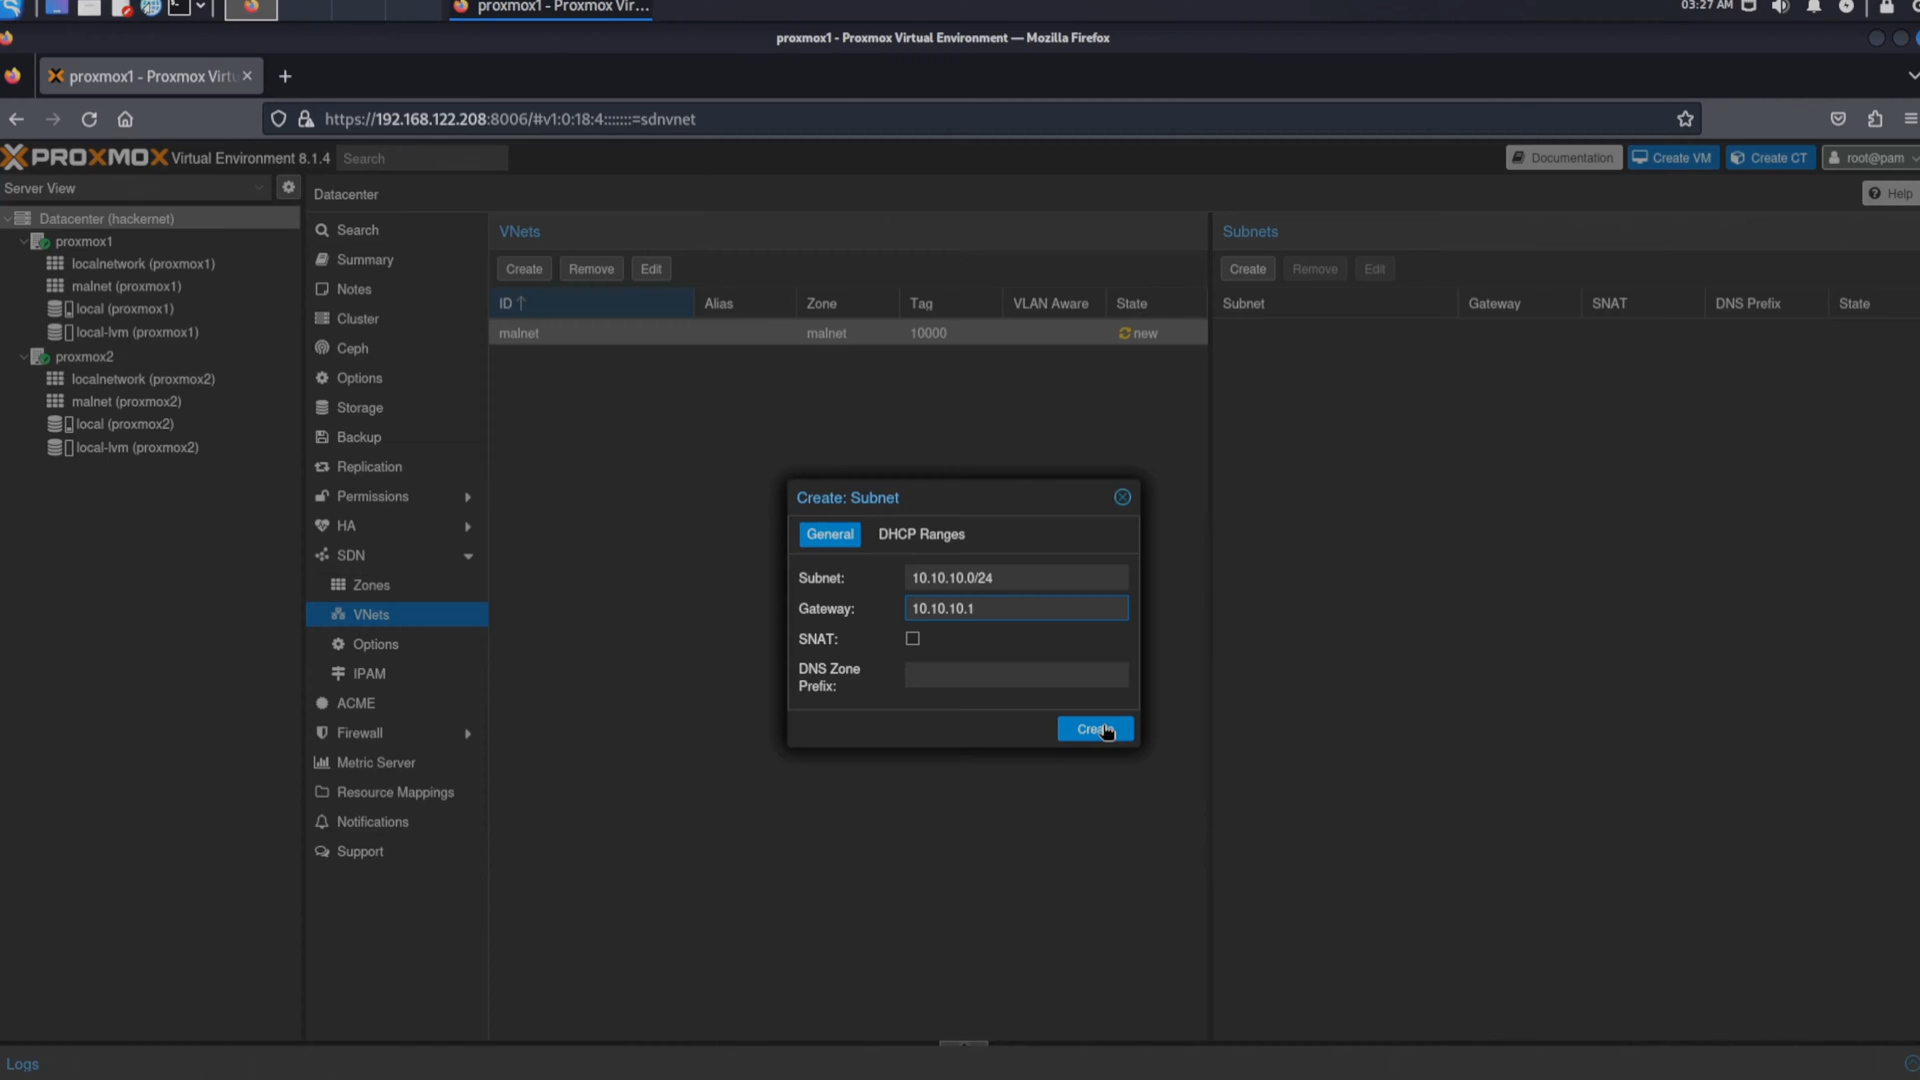 proxmox1 - Proxmox Vir...
03:27 AM
proxmox1 - Proxmox Virtual Environment — Mozilla Firefox
proxmox1 - Proxmox Virtu
https://192.168.122.208:8006/#v1:0:18:4:::::::=sdnvnet
PROXMOX Virtual Environment 8.1.4
Search
Documentation
Create VM
Create CT
root@pam
Server View
Datacenter
Help
Datacenter (hackernet)
proxmox1
localnetwork (proxmox1)
malnet (proxmox1)
local (proxmox1)
local-lvm (proxmox1)
proxmox2
localnetwork (proxmox2)
malnet (proxmox2)
local (proxmox2)
local-lvm (proxmox2)
Search
Summary
Notes
Cluster
Ceph
Options
Storage
Backup
Replication
Permissions
HA
SDN
Zones
VNets
Options
IPAM
ACME
Firewall
Metric Server
Resource Mappings
Notifications
Support
VNets
Create Remove Edit
ID Alias Zone Tag VLAN Aware State
malnet malnet 10000 new
Subnets
Create Remove Edit
Subnet Gateway SNAT DNS Prefix State
Create: Subnet
General DHCP Ranges
Subnet: 10.10.10.0/24
Gateway: 10.10.10.1
SNAT:
DNS Zone
Prefix:
Create
Logs